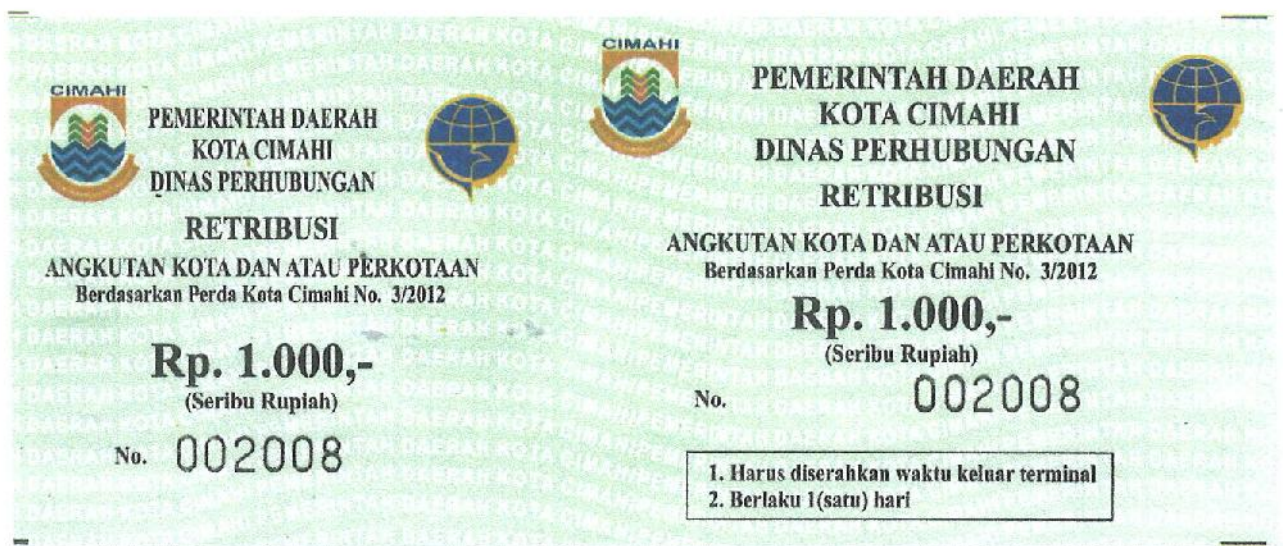 CIMAHI
PEMERINTAH DAERAH
KOTA CIMAHI
DINAS PERHUBUNGAN
RETRIBUSI
ANGKUTAN KOTA DAN ATAU PERKOTAAN
Berdasarkan Perda Kota Cimahi No. 3/2012
Rp. 1.000,-
(Seribu Rupiah)
No. 002008
CIMAHI
PEMERINTAH DAERAH
KOTA CIMAHI
DINAS PERHUBUNGAN
RETRIBUSI
ANGKUTAN KOTA DAN ATAU PERKOTAAN
Berdasarkan Perda Kota Cimahi No. 3/2012
Rp. 1.000,-
(Seribu Rupiah)
No. 002008
1. Harus diserahkan waktu keluar terminal
2. Berlaku 1(satu) hari